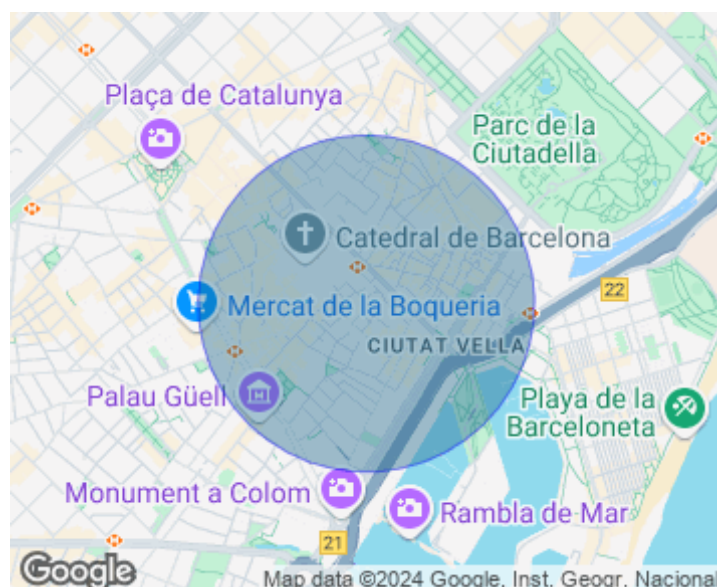 Plaça de Catalunya
Parc de la
Ciutadella
Catedral de Barcelona
22
Mercat de la Boqueria
CIUTAT VELLA
Palau Güell
Playa de la
Barceloneta
Monument a Colom
Rambla de Mar
21
Google
Map data ©2024 Google, Inst. Geogr. Nacional